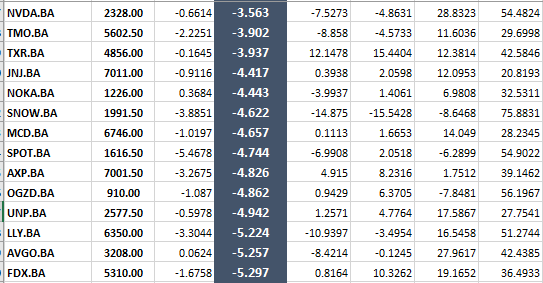 NVDA.BA 2328.00 -0.6614 -3.563 -7.5273 -4.8631 28.8323 54.4824
TMO.BA 5602.50 -2.2251 -3.902 -8.858 -4.5733 11.6036 29.6998
TXR.BA 4856.00 -0.1645 -3.937 12.1478 15.4404 12.3814 42.5846
JNJ.BA 7011.00 -0.9116 -4.417 0.3938 2.0598 12.0953 20.8193
NOKA.BA 1226.00 0.3684 -4.443 -3.9937 1.4061 6.9808 32.5311
SNOW.BA 1991.50 -3.8851 -4.622 -14.875 -15.5428 -8.6468 75.8831
MCD.BA 6746.00 -1.0197 -4.657 0.1113 1.6653 14.049 28.2345
SPOT.BA 1616.50 -5.4678 -4.744 -6.9908 2.0518 -6.2899 54.9022
AXP.BA 7001.50 -3.2675 -4.826 4.915 8.2316 1.7512 39.1462
OGZD.BA 910.00 -1.087 -4.862 0.9429 6.3705 -7.8481 56.1967
UNP.BA 2577.50 -0.5978 -4.942 1.2571 4.7764 17.5867 27.7541
LLY.BA 6350.00 -3.3044 -5.224 -10.9397 -3.4954 16.5458 51.2744
AVGO.BA 3208.00 0.0624 -5.257 -8.4214 -0.1245 27.9617 42.4385
FDX.BA 5310.00 -1.6758 -5.297 0.8164 10.3262 19.1652 36.4933